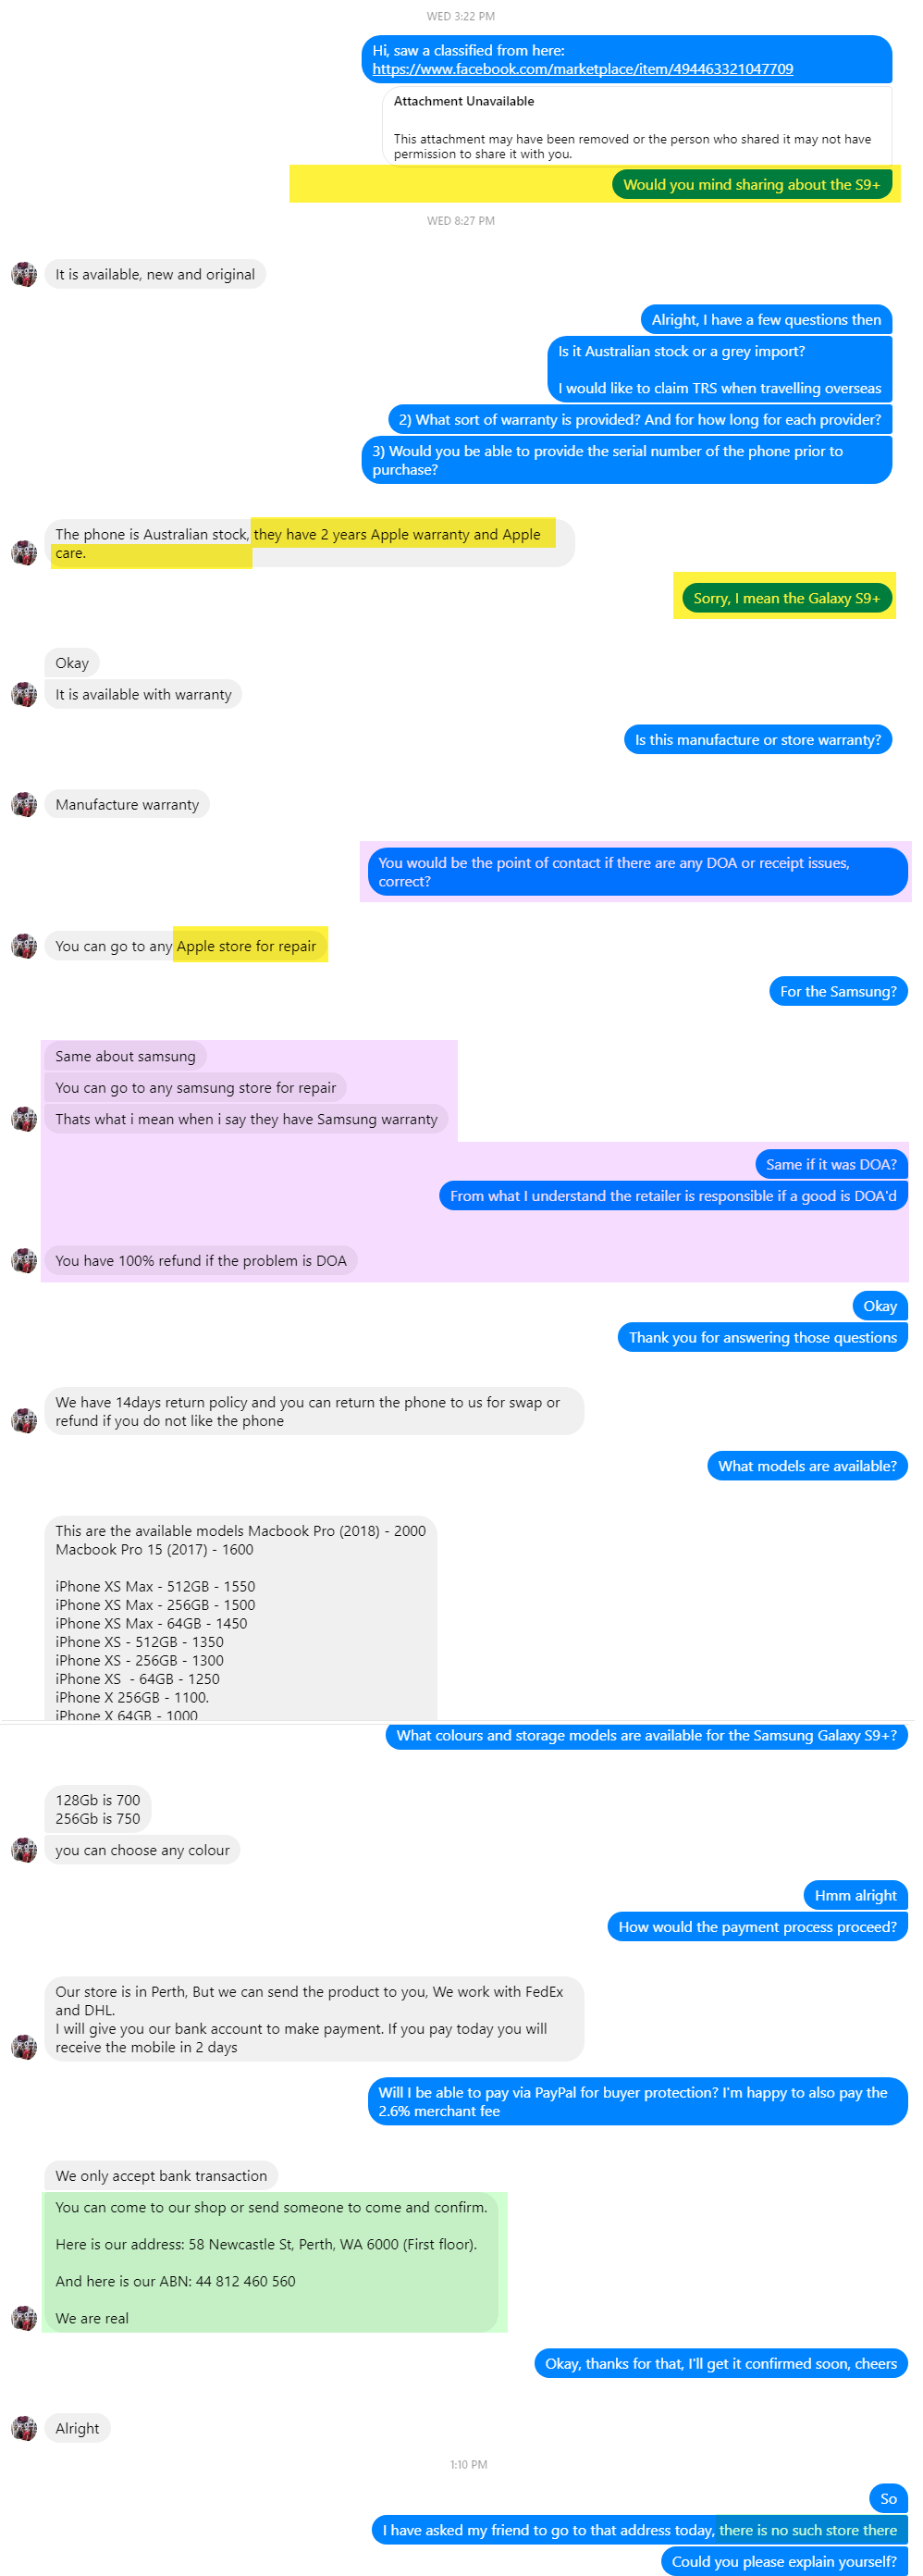 WED 3:22 PM
Hi, saw a classified from here:
https://www.facebook.com/marketplace/item/494463321047709
Attachment Unavailable
This attachment may have been removed or the person who shared it may not have
permission to share it with you.
Would you mind sharing about the S9+
WED 8:27 PM
It is available, new and original
Alright, I have a few questions then
Is it Australian stock or a grey import?
I would like to claim TRS when travelling overseas
2) What sort of warranty is provided? And for how long for each provider?
3) Would you be able to provide the serial number of the phone prior to
purchase?
The phone is Australian stock, they have 2 years Apple warranty and Apple
care.
Sorry, I mean the Galaxy S9+
Okay
It is available with warranty
Is this manufacture or store warranty?
Manufacture warranty
You would be the point of contact if there are any DOA or receipt issues,
correct?
You can go to any Apple store for repair
For the Samsung?
Same about samsung
You can go to any samsung store for repair
Thats what i mean when i say they have Samsung warranty
Same if it was DOA?
From what I understand the retailer is responsible if a good is DOA'd
You have 100% refund if the problem is DOA
Okay
Thank you for answering those questions
We have 14days return policy and you can return the phone to us for swap or
refund if you do not like the phone
What models are available?
This are the available models Macbook Pro (2018) - 2000
Macbook Pro 15 (2017) - 1600
iPhone XS Max - 512GB - 1550
iPhone XS Max - 256GB - 1500
iPhone XS Max - 64GB - 1450
iPhone XS - 512GB - 1350
iPhone XS - 256GB - 1300
iPhone XS  - 64GB - 1250
iPhone X 256GB - 1100.
iPhone X 64GB - 1000
What colours and storage models are available for the Samsung Galaxy S9+?
128Gb is 700
256Gb is 750
you can choose any colour
Hmm alright
How would the payment process proceed?
Our store is in Perth, But we can send the product to you, We work with FedEx
and DHL.
I will give you our bank account to make payment. If you pay today you will
receive the mobile in 2 days
Will I be able to pay via PayPal for buyer protection? I'm happy to also pay the
2.6% merchant fee
We only accept bank transaction
You can come to our shop or send someone to come and confirm.
Here is our address: 58 Newcastle St, Perth, WA 6000 (First floor).
And here is our ABN: 44 812 460 560
We are real
Okay, thanks for that, I'll get it confirmed soon, cheers
Alright
1:10 PM
So
I have asked my friend to go to that address today, there is no such store there
Could you please explain yourself?